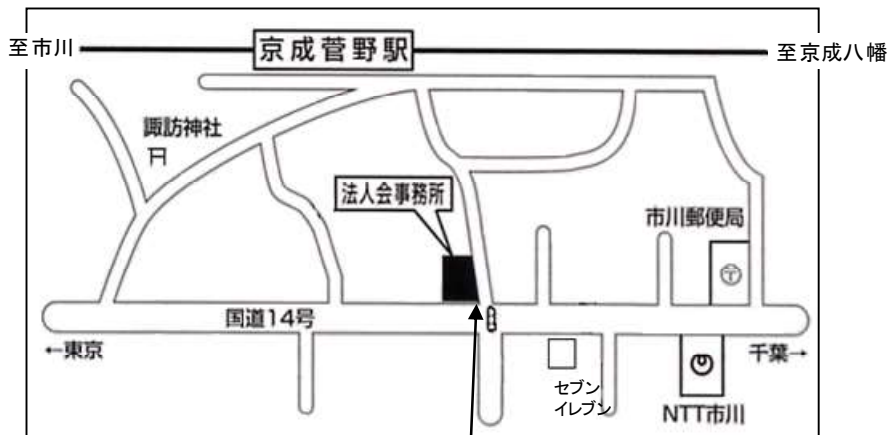 至市川
京成菅野駅
至京成八幡
諏訪神社
法人会事務所
市川郵便局
〒
国道14号
←東京
千葉→
セブン
イレブン
NTT市川